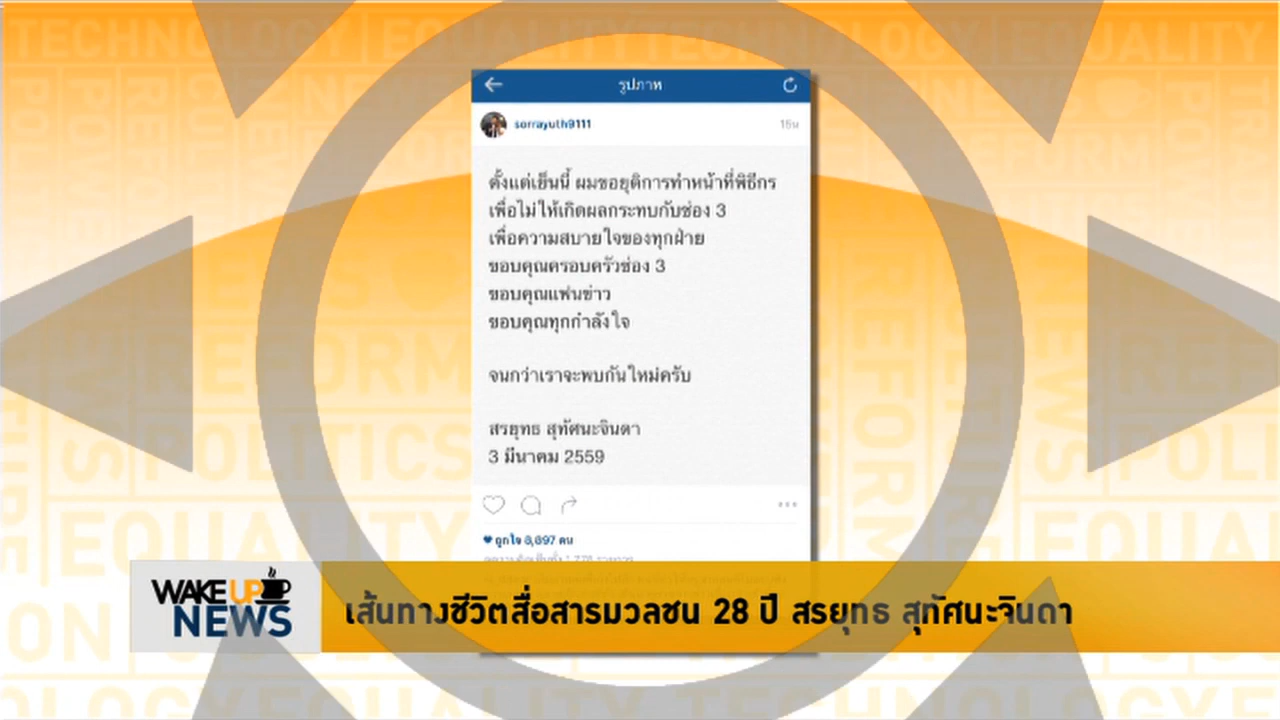 รูปภาพ
sorrayuth9111
15น
ตั้งแต่เย็นนี้ ผมขอยุติการทำหน้าที่พิธีกร
เพื่อไม่ให้เกิดผลกระทบกับช่อง 3
เพื่อความสบายใจของทุกฝ่าย
ขอบคุณครอบครัวช่อง 3
ขอบคุณแฟนข่าว
ขอบคุณทุกกำลังใจ
จนกว่าเราจะพบกันใหม่ครับ
สรยุทธ สุทัศนะจินดา
3 มีนาคม 2559
ถูกใจ
คน
WAKE UP
NEWS
เส้นทางชีวิตสื่อสารมวลชน 28 ปี สรยุทธ สุทัศนะจินดา
TECHNOLOGY
EQUALITY
TECHNOLOGY
EQUALITY
REFORM
POLITICS
EQUALITY